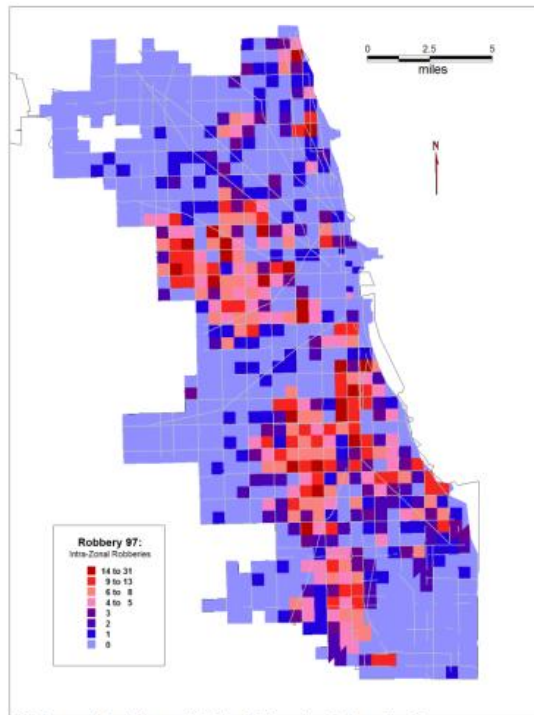 0 2.5 5
miles
N
Robbery 97:
Intra-Zonal Robberies
14 to 31
9 to 13
6 to 8
4 to 5
3
2
1
0